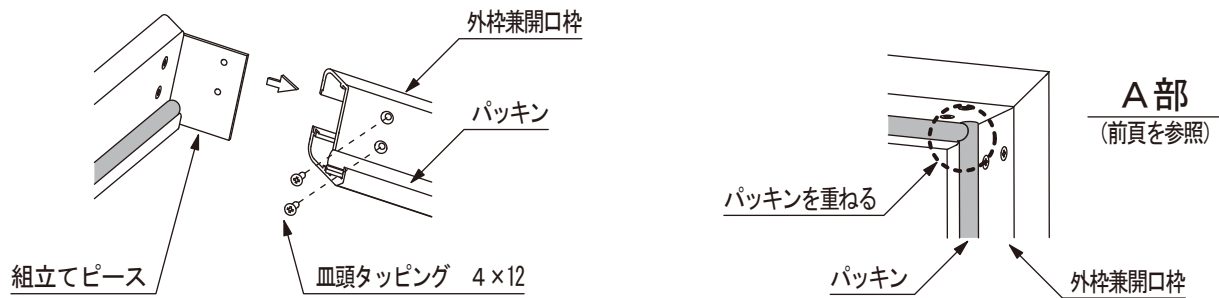 外枠兼開口枠
パッキン
組立てピース
皿頭タッピング 4×12
A部
(前頁を参照)
パッキンを重ねる
パッキン
外枠兼開口枠